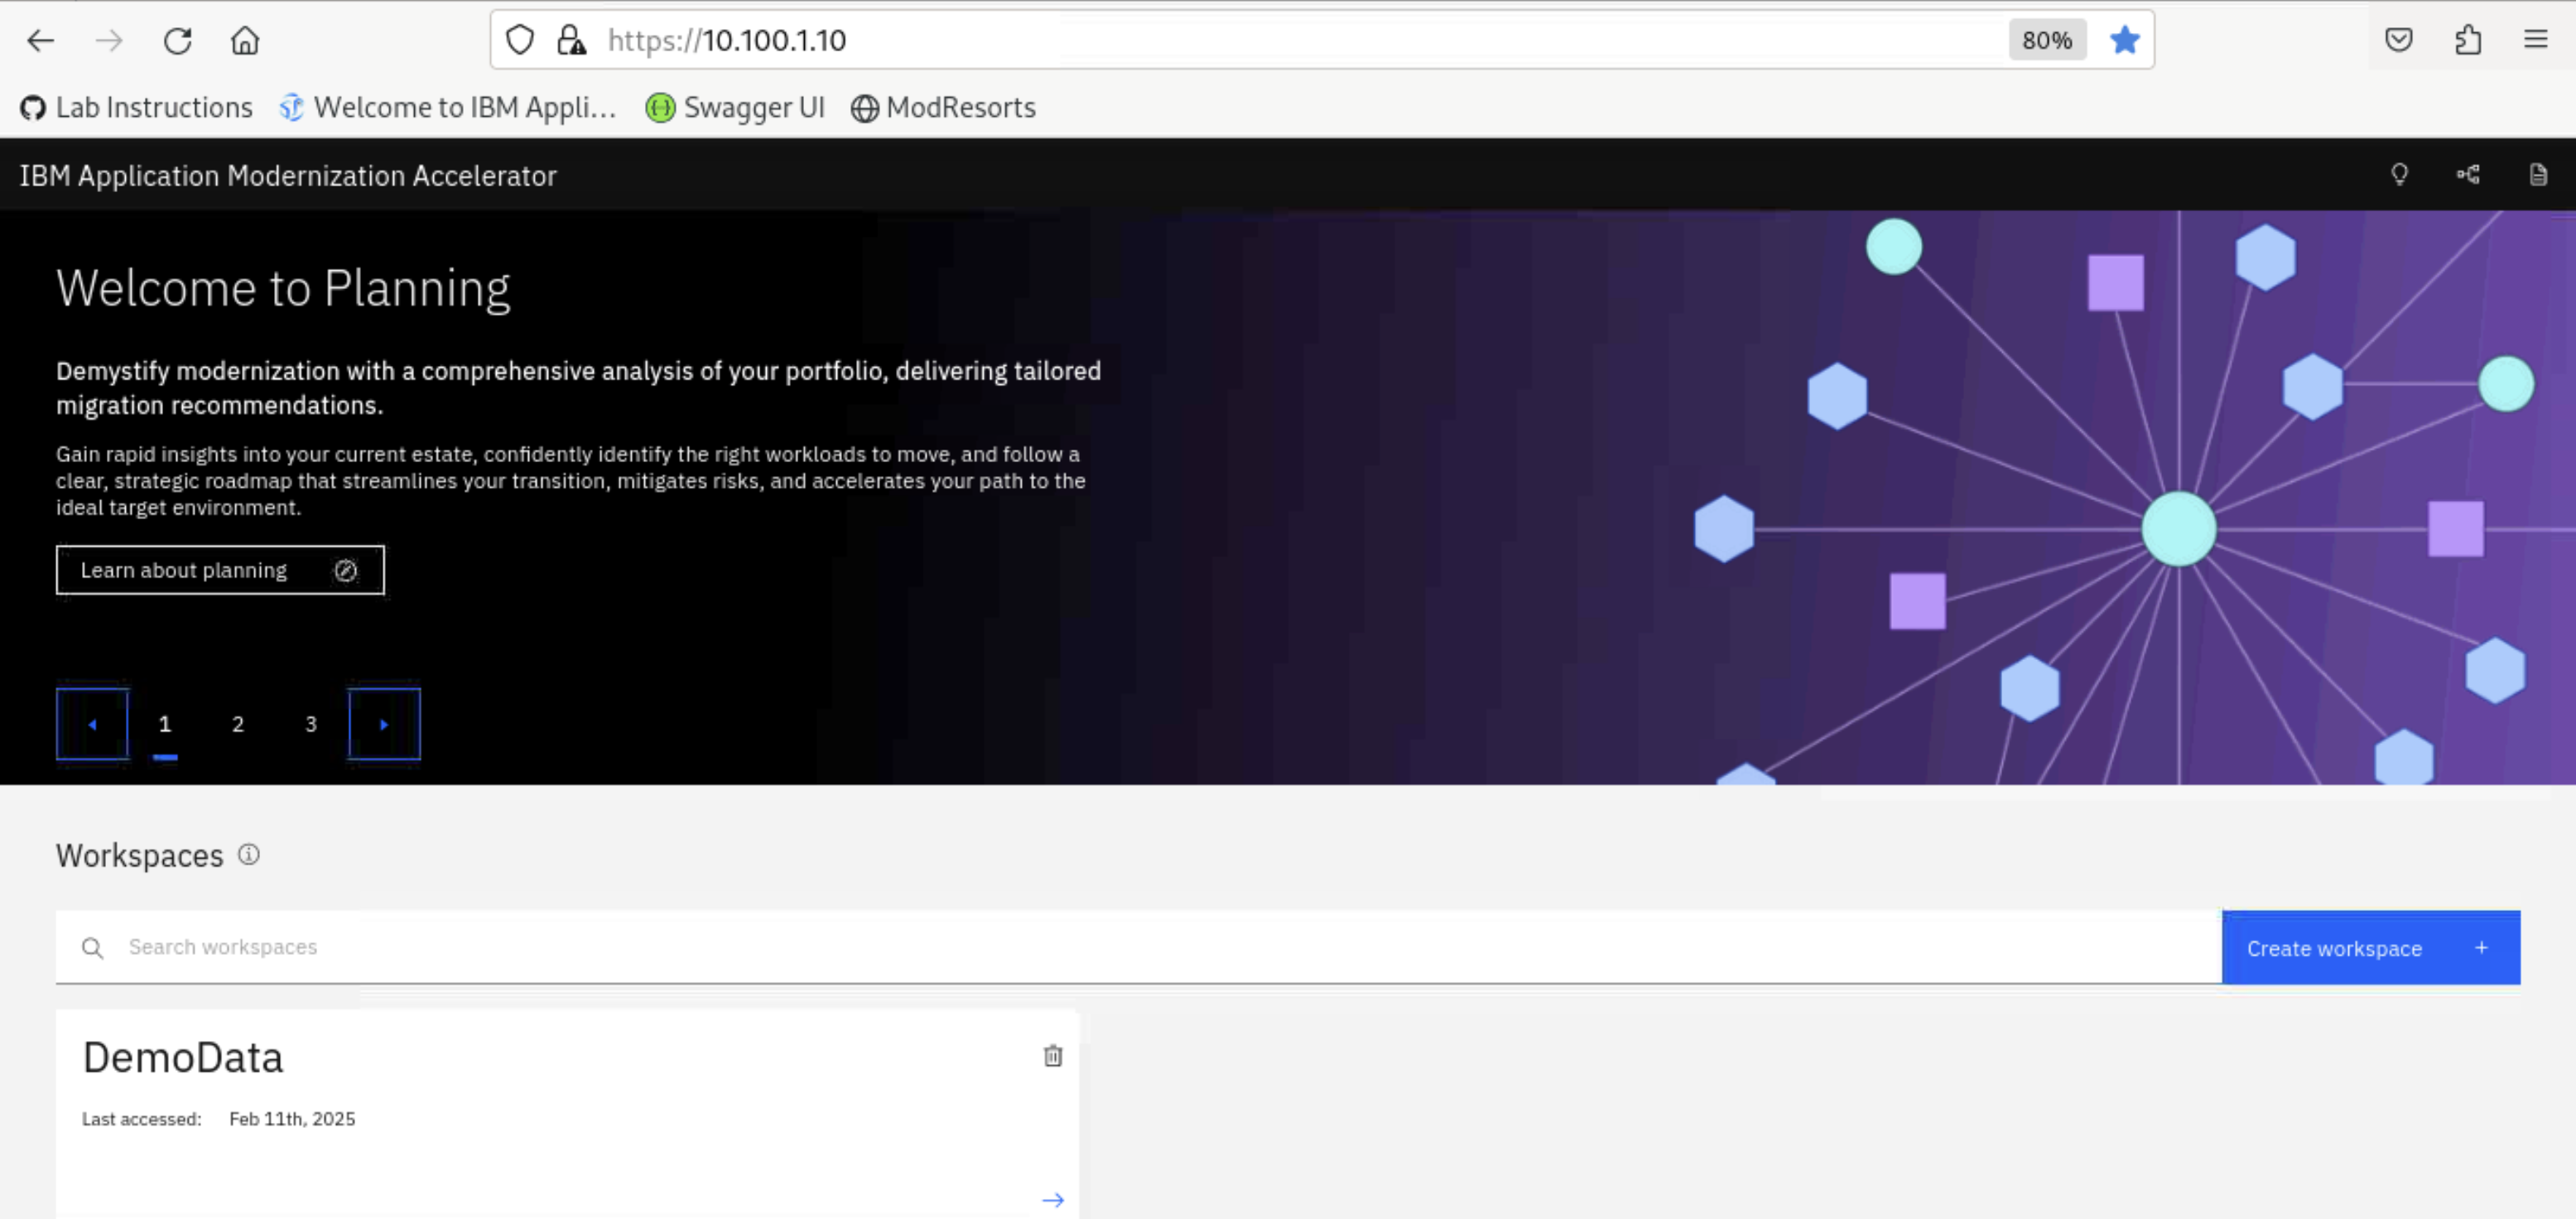 https://10.100.1.10
80%
Lab Instructions
Welcome to IBM Appli...
Swagger UI
ModResorts
IBM Application Modernization Accelerator
Welcome to Planning
Demystify modernization with a comprehensive analysis of your portfolio, delivering tailored
migration recommendations.
Gain rapid insights into your current estate, confidently identify the right workloads to move, and follow a
clear, strategic roadmap that streamlines your transition, mitigates risks, and accelerates your path to the
ideal target environment.
Learn about planning
1 2 3
Workspaces
Search workspaces
Create workspace +
DemoData
Last accessed: Feb 11th, 2025